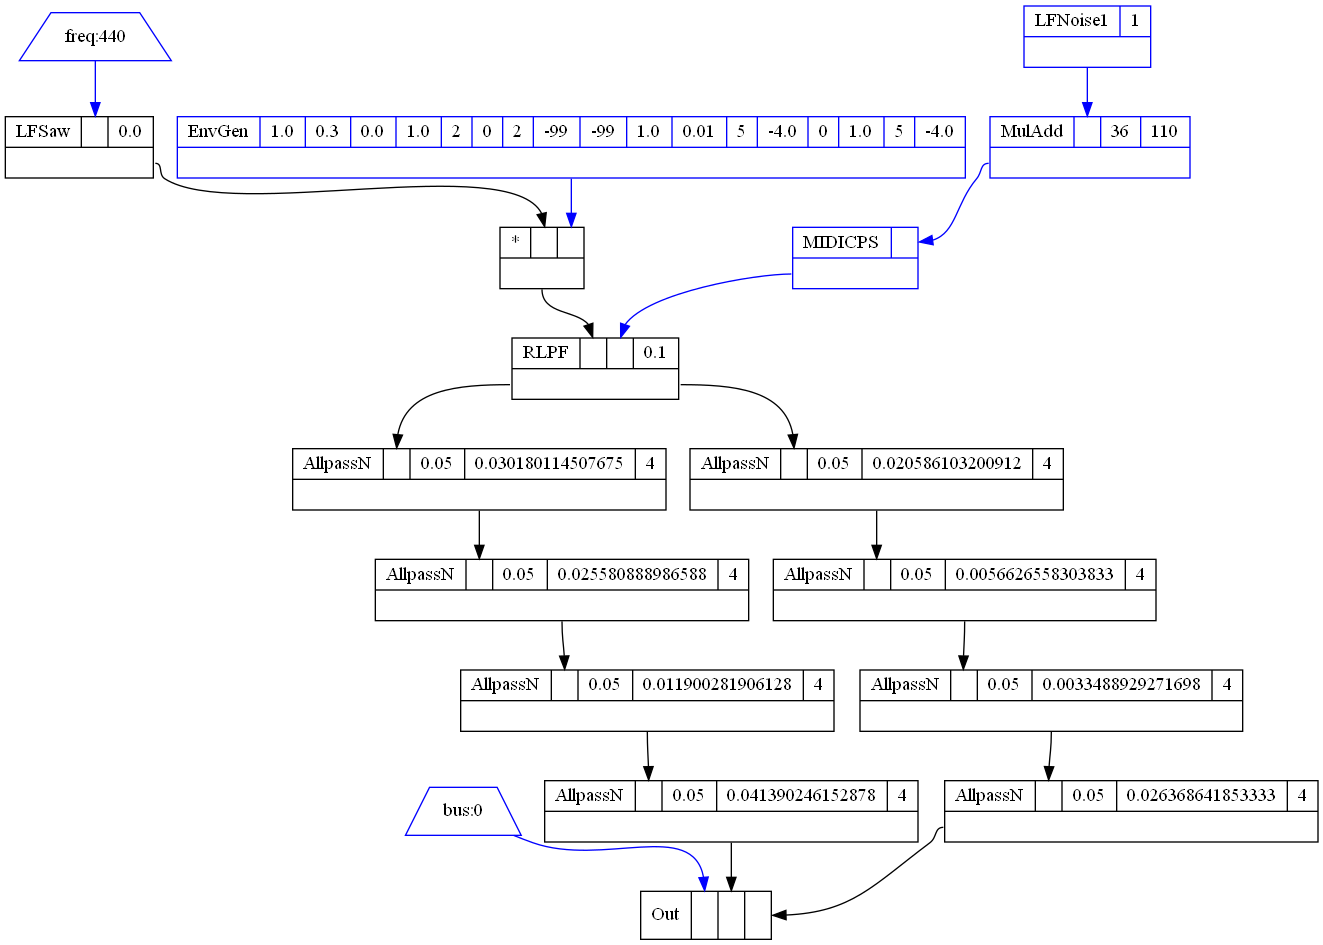 freq:440
LFNoise1 1
LFSaw 0.0
EnvGen 1.0 0.3 0.0 1.0 2 0 2 -99 -99 1.0 0.01 5 -4.0 0 1.0 5 -4.0
MulAdd 36 110
*
MIDICPS
RLPF 0.1
AllpassN 0.05 0.030180114507675 4
AllpassN 0.05 0.020586103200912 4
AllpassN 0.05 0.025580888986588 4
AllpassN 0.05 0.0056626558303833 4
AllpassN 0.05 0.011900281906128 4
AllpassN 0.05 0.0033488929271698 4
bus:0
AllpassN 0.05 0.041390246152878 4
AllpassN 0.05 0.026368641853333 4
Out